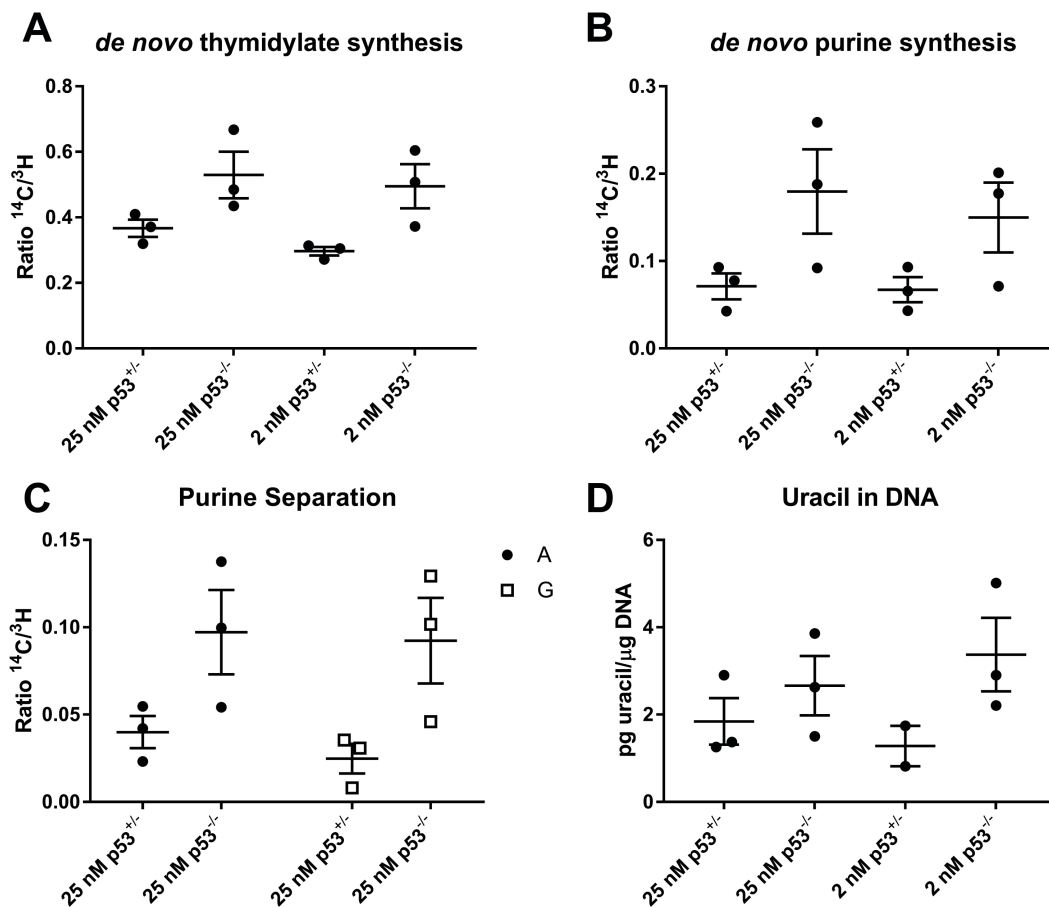 A
de novo thymidylate synthesis
Ratio ¹⁴C/³H
0.8
0.6
0.4
0.2
0.0
25 nM p53⁺/⁻
25 nM p53⁻/⁻
2 nM p53⁺/⁻
2 nM p53⁻/⁻
B
de novo purine synthesis
Ratio ¹⁴C/³H
0.3
0.2
0.1
0.0
25 nM p53⁺/⁻
25 nM p53⁻/⁻
2 nM p53⁺/⁻
2 nM p53⁻/⁻
C
Purine Separation
Ratio ¹⁴C/³H
0.15
0.10
0.05
0.00
25 nM p53⁺/⁻
25 nM p53⁻/⁻
25 nM p53⁺/⁻
25 nM p53⁻/⁻
A
G
D
Uracil in DNA
pg uracil/μg DNA
6
4
2
0
25 nM p53⁺/⁻
25 nM p53⁻/⁻
2 nM p53⁺/⁻
2 nM p53⁻/⁻